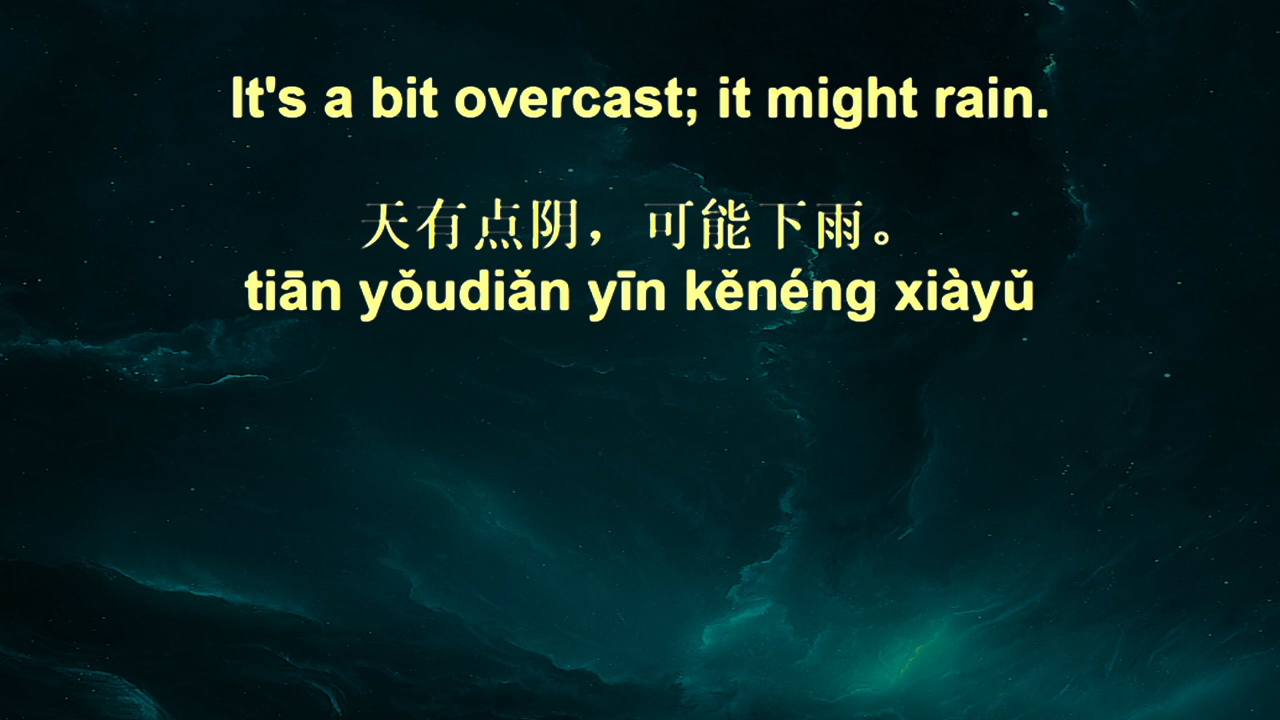 It's a bit overcast; it might rain.
天有点阴，可能下雨。
tiān yǒudiǎn yīn kěnéng xiàyǔ